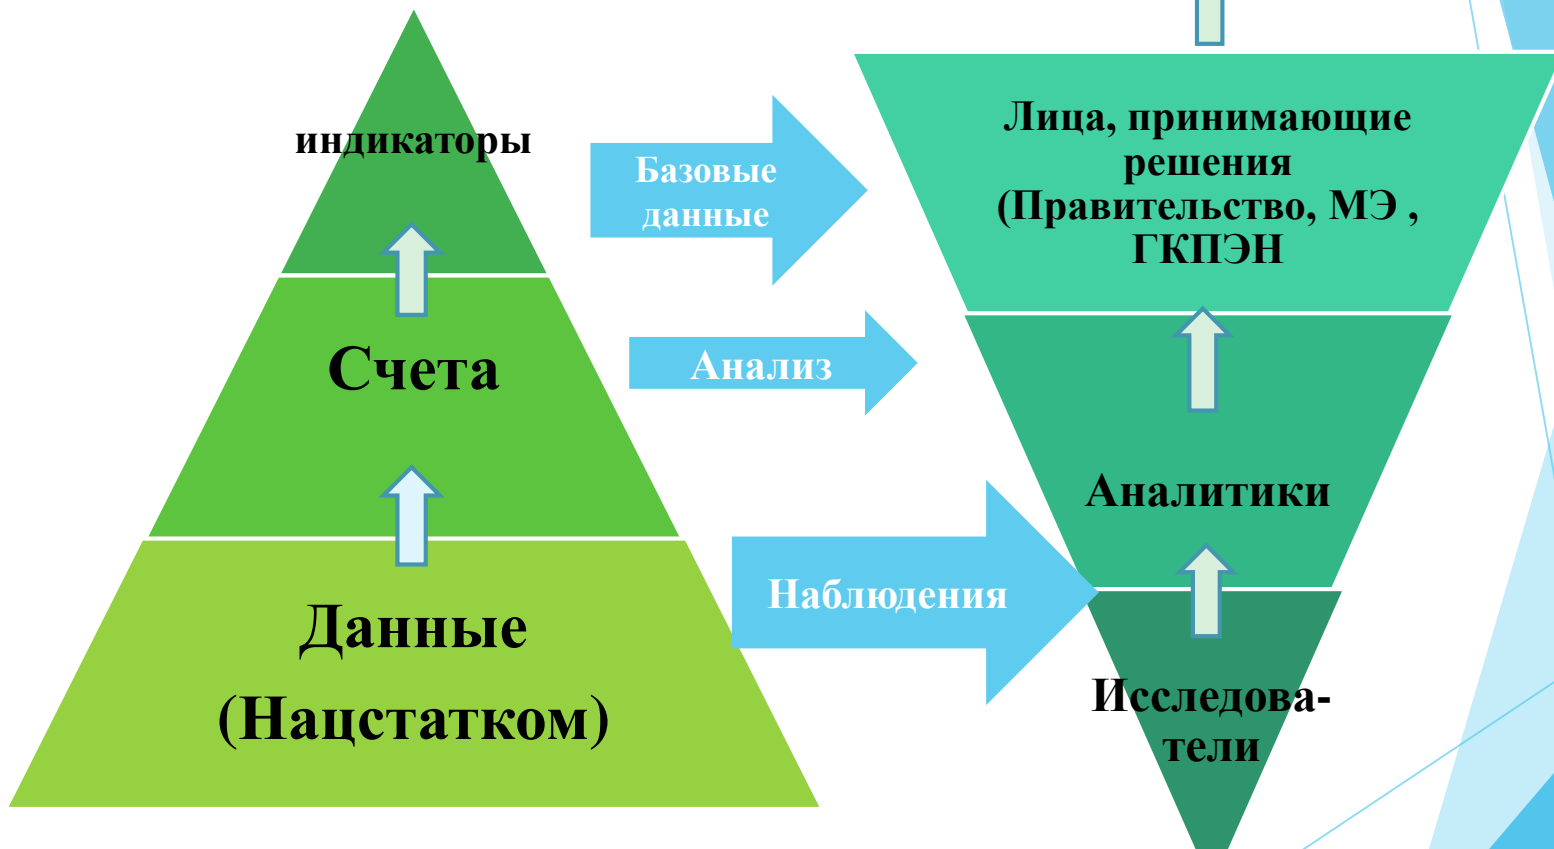 индикаторы
Счета
Данные
(Нацстатком)
Базовые
данные
Анализ
Наблюдения
Лица, принимающие
решения
(Правительство, МЭ ,
ГКПЭН
Аналитики
Исследова-
тели